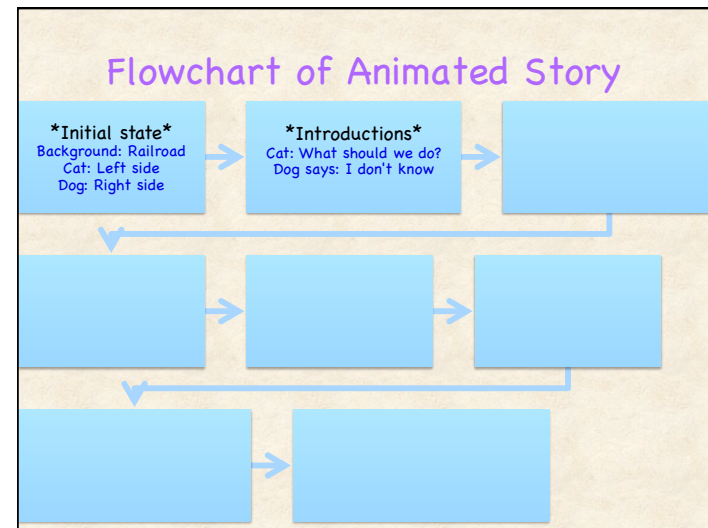 Flowchart of Animated Story
*Initial state*
Background: Railroad
Cat: Left side
Dog: Right side
*Introductions*
Cat: What should we do?
Dog says: I don't know